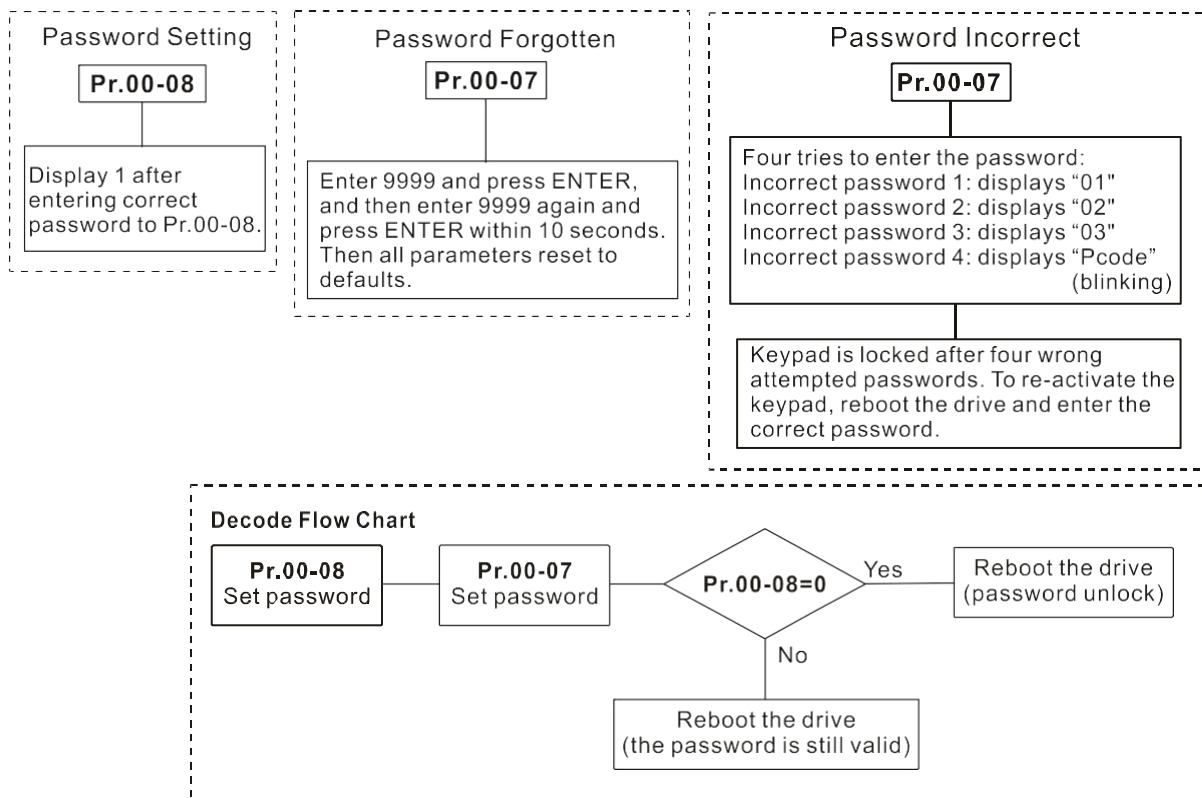 Password Setting
Pr.00-08
Display 1 after
entering correct
password to Pr.00-08.
Password Forgotten
Pr.00-07
Enter 9999 and press ENTER,
and then enter 9999 again and
press ENTER within 10 seconds.
Then all parameters reset to
defaults.
Password Incorrect
Pr.00-07
Four tries to enter the password:
Incorrect password 1: displays “01"
Incorrect password 2: displays “02"
Incorrect password 3: displays “03"
Incorrect password 4: displays “Pcode”
(blinking)
Keypad is locked after four wrong
attempted passwords. To re-activate the
keypad, reboot the drive and enter the
correct password.
Decode Flow Chart
Pr.00-08
Set password
Pr.00-07
Set password
Pr.00-08=0
Yes
Reboot the drive
(password unlock)
No
Reboot the drive
(the password is still valid)